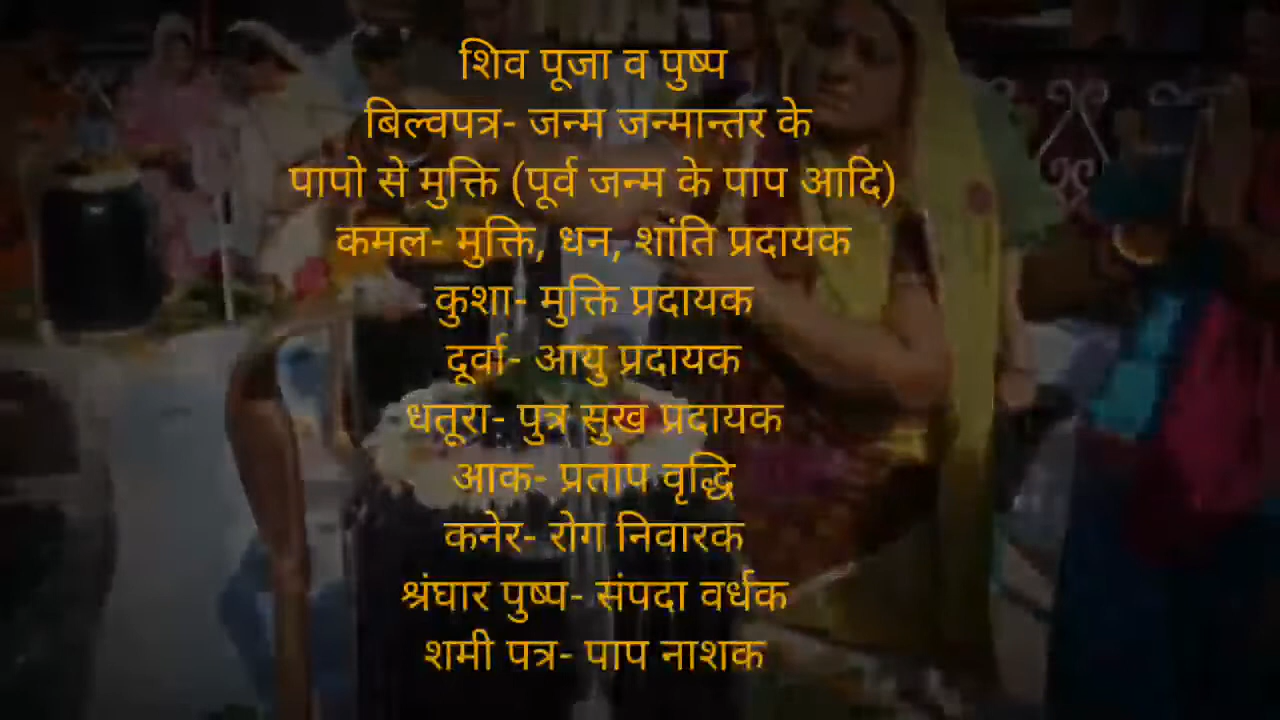 शिव पूजा व पुष्प
बिल्वपत्र- जन्म जन्मान्तर के
पापो से मुक्ति (पूर्व जन्म के पाप आदि)
कमल- मुक्ति, धन, शांति प्रदायक
कुशा- मुक्ति प्रदायक
दूर्वा- आयु प्रदायक
धतूरा- पुत्र सुख प्रदायक
आक- प्रताप वृद्धि
कनेर- रोग निवारक
श्रंघार पुष्प- संपदा वर्धक
शमी पत्र- पाप नाशक